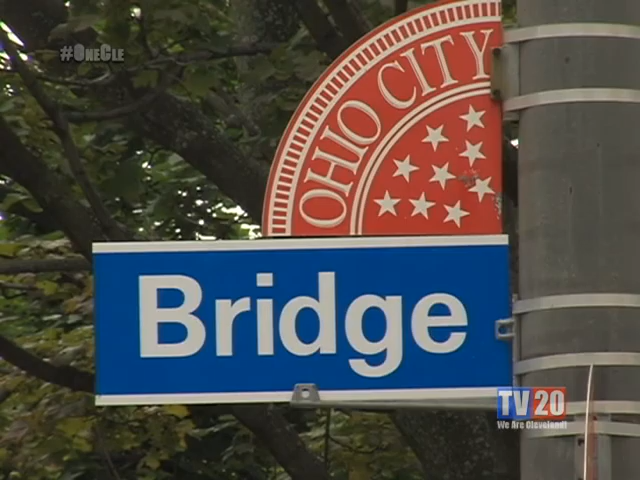 #OneCle
OHIO CITY
Bridge
TV20
We Are Cleveland!